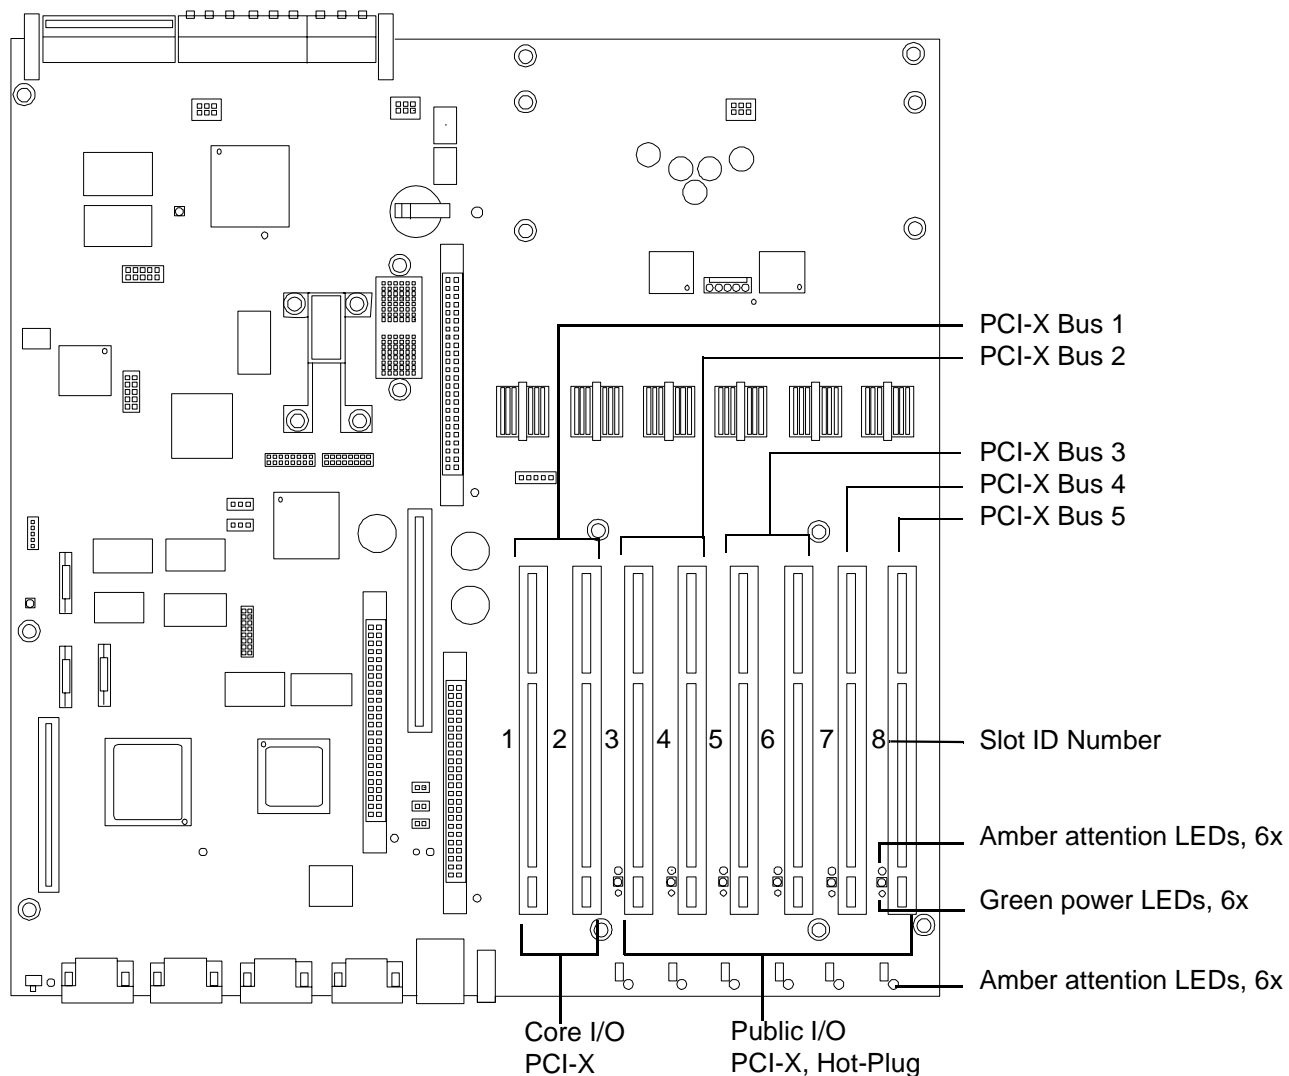 PCI-X Bus 1
PCI-X Bus 2
PCI-X Bus 3
PCI-X Bus 4
PCI-X Bus 5
1 2 3 4 5 6 7 8
Slot ID Number
Amber attention LEDs, 6x
Green power LEDs, 6x
Amber attention LEDs, 6x
Core I/O
PCI-X
Public I/O
PCI-X, Hot-Plug